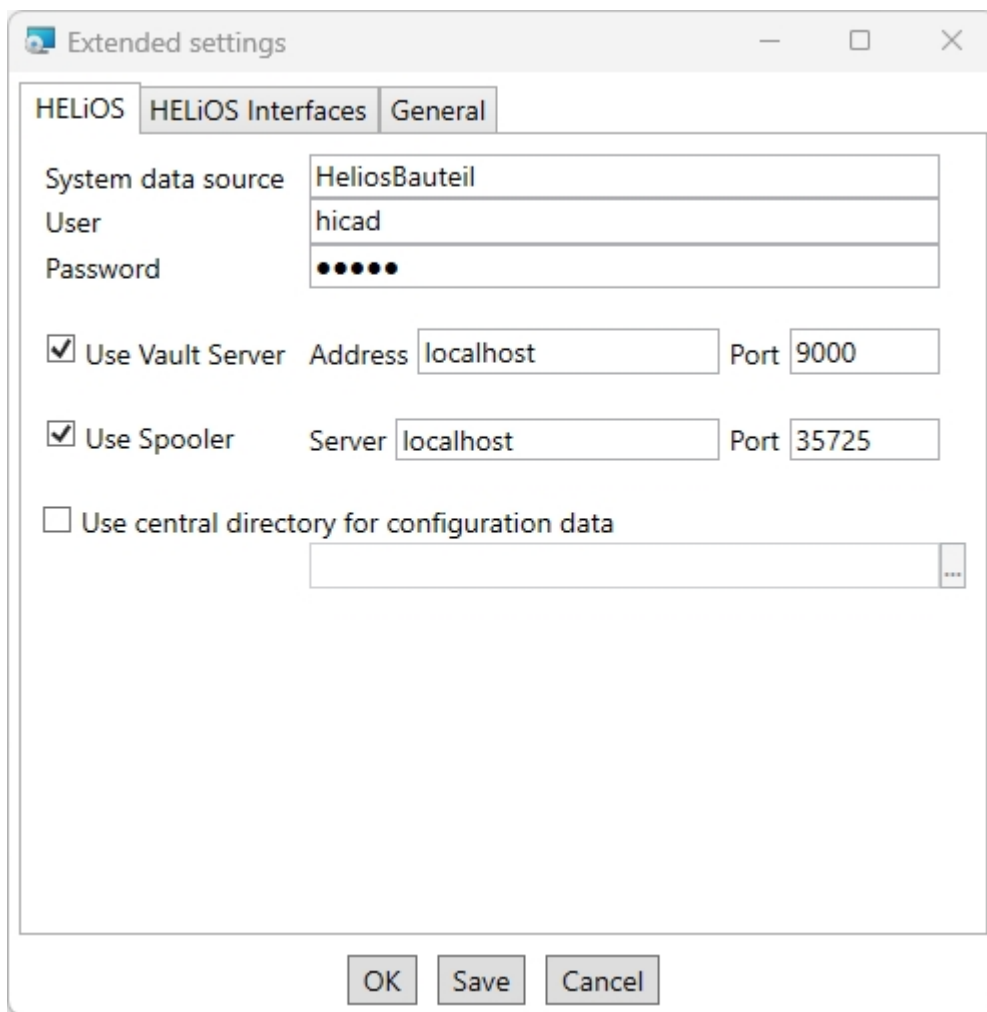 Extended settings
HELiOS HELiOS Interfaces General
System data source HeliosBauteil
User hicad
Password ●●●●●
Use Vault Server Address localhost Port 9000
Use Spooler Server localhost Port 35725
Use central directory for configuration data
...
OK Save Cancel